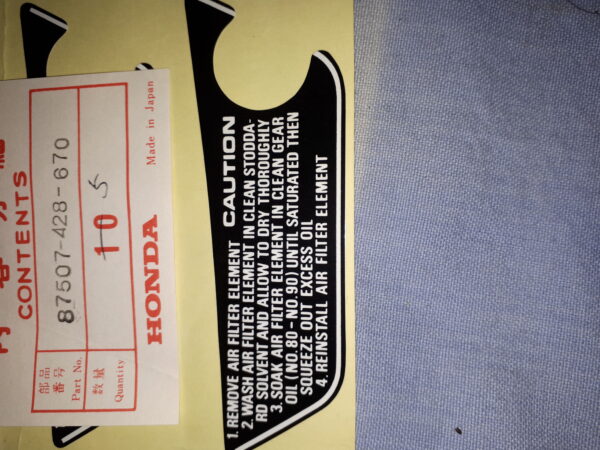 CONTENTS
部品
番号
Part No.
87507-428-670
数量
Quantity
10 5
HONDA
Made in Japan
CAUTION
1. REMOVE AIR FILTER ELEMENT
2. WASH AIR FILTER ELEMENT IN CLEAN STODDA-
RD SOLVENT AND ALLOW TO DRY THOROUGHLY
3. SOAK AIR FILTER ELEMENT IN CLEAN GEAR
OIL (NO. 80 - NO. 90) UNTIL SATURATED THEN
SQUEEZE OUT EXCESS OIL
4. REINSTALL AIR FILTER ELEMENT